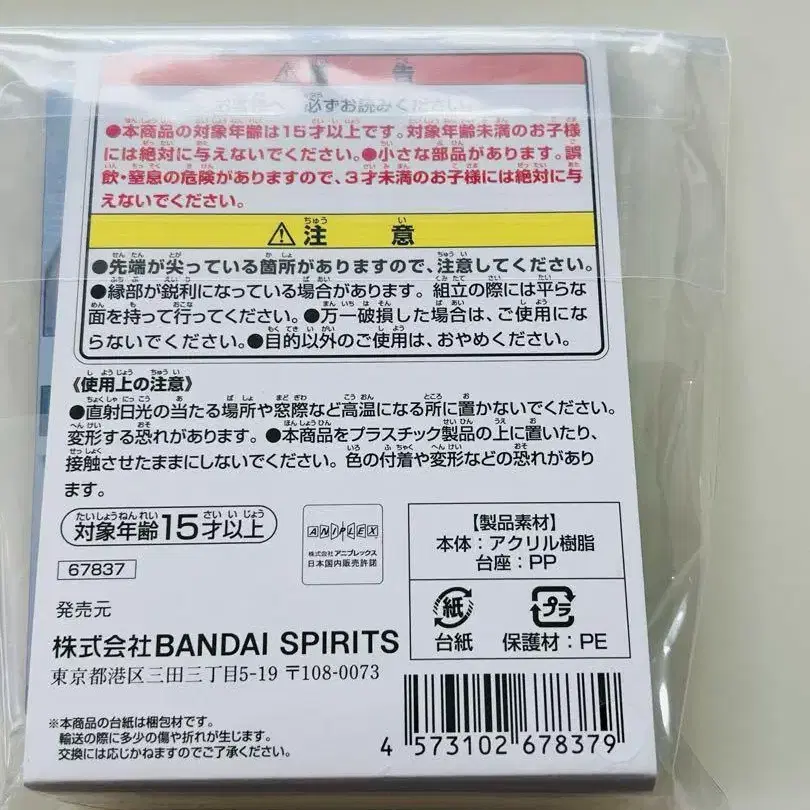 告
必ずお読みください
●本商品の対象年齢は15才以上です。対象年齢未満のお子様
には絶対に与えないでください。●小さな部品があります。誤
飲・窒息の危険がありますので、3才未満のお子様には絶対に与
えないでください。
⚠注意
●先端が尖っている箇所がありますので、注意してください。
●縁部が鋭利になっている場合があります。組立の際には平らな
面を持って行ってください。●万一破損した場合は、ご使用にな
らないでください。●目的以外のご使用は、おやめください。
《使用上の注意》
●直射日光の当たる場所や窓際など高温になる所に置かないでください。
変形する恐れがあります。●本商品をプラスチック製品の上に置いたり、
接触させたままにしないでください。色の付着や変形などの恐れがあり
ます。
対象年齢15才以上
ANIPLEX
株式会社アニプレックス
日本国内販売許諾
67837
【製品素材】
本体:アクリル樹脂
台座:PP
紙
台紙
プラ
保護材:PE
発売元
株式会社BANDAI SPIRITS
東京都港区三田三丁目5-19 〒108-0073
※本商品の台紙は梱包材です。
輸送の際に多少の傷や折れが生じます。
交換には応じかねますのでご了承ください。
4 573102 678379